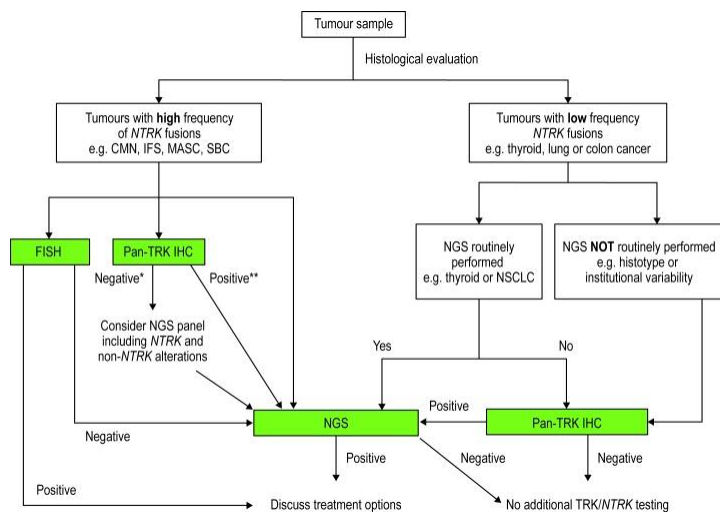 Tumour sample
Histological evaluation
Tumours with high frequency
of NTRK fusions
e.g. CMN, IFS, MASC, SBC
Tumours with low frequency
NTRK fusions
e.g. thyroid, lung or colon cancer
FISH
Pan-TRK IHC
NGS routinely
performed
e.g. thyroid or NSCLC
NGS NOT routinely performed
e.g. histotype or
institutional variability
Negative*
Positive**
Consider NGS panel
including NTRK and
non-NTRK alterations
Yes
No
NGS
Positive
Pan-TRK IHC
Negative
Positive
Negative
Negative
Positive
Discuss treatment options
No additional TRK/NTRK testing